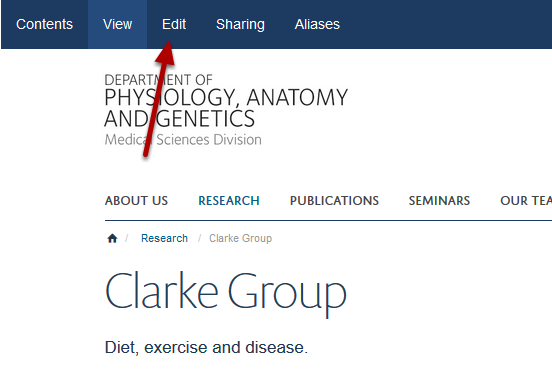 Contents View Edit Sharing Aliases
DEPARTMENT OF
PHYSIOLOGY, ANATOMY
AND GENETICS
Medical Sciences Division
ABOUT US RESEARCH PUBLICATIONS SEMINARS OUR TEA
/ Research / Clarke Group
Clarke Group
Diet, exercise and disease.